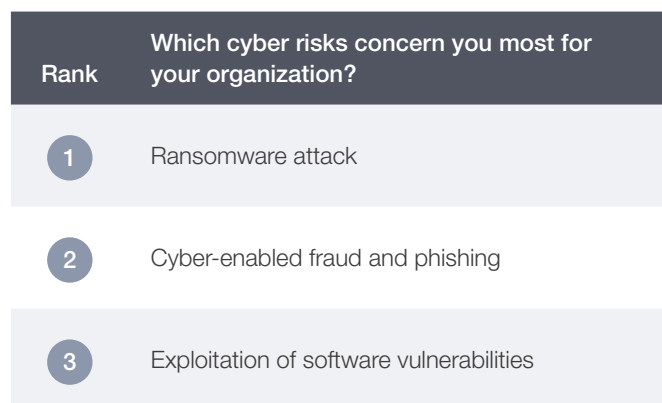 Rank
Which cyber risks concern you most for
your organization?
1
Ransomware attack
2
Cyber-enabled fraud and phishing
3
Exploitation of software vulnerabilities